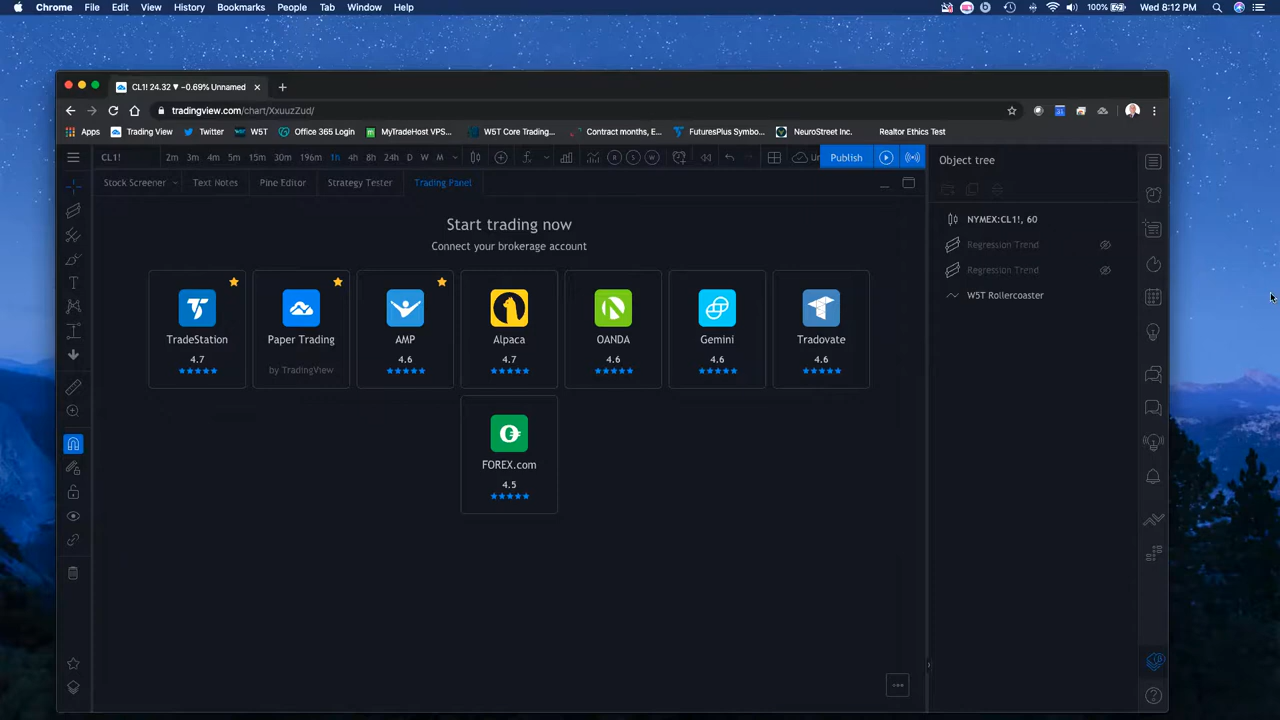 Chrome File Edit View History Bookmarks People Tab Window Help 100% Wed 8:12 PM
CL1! 24.32 ▼ −0.69% Unnamed
tradingview.com/chart/XxuuzZud/
Apps Trading View Twitter W5T Office 365 Login MyTradeHost VPS... W5T Core Trading... Contract months, E... FuturesPlus Symbo... NeuroStreet Inc. Realtor Ethics Test
CL1! 2m 3m 4m 5m 15m 30m 196m 1h 4h 8h 24h D W M Un Publish
Object tree
Stock Screener Text Notes Pine Editor Strategy Tester Trading Panel
Start trading now
Connect your brokerage account
NYMEX:CL1!, 60
Regression Trend
Regression Trend
W5T Rollercoaster
TradeStation Paper Trading AMP Alpaca OANDA Gemini Tradovate
4.7 4.6 4.7 4.6 4.6 4.6
by TradingView
FOREX.com
4.5